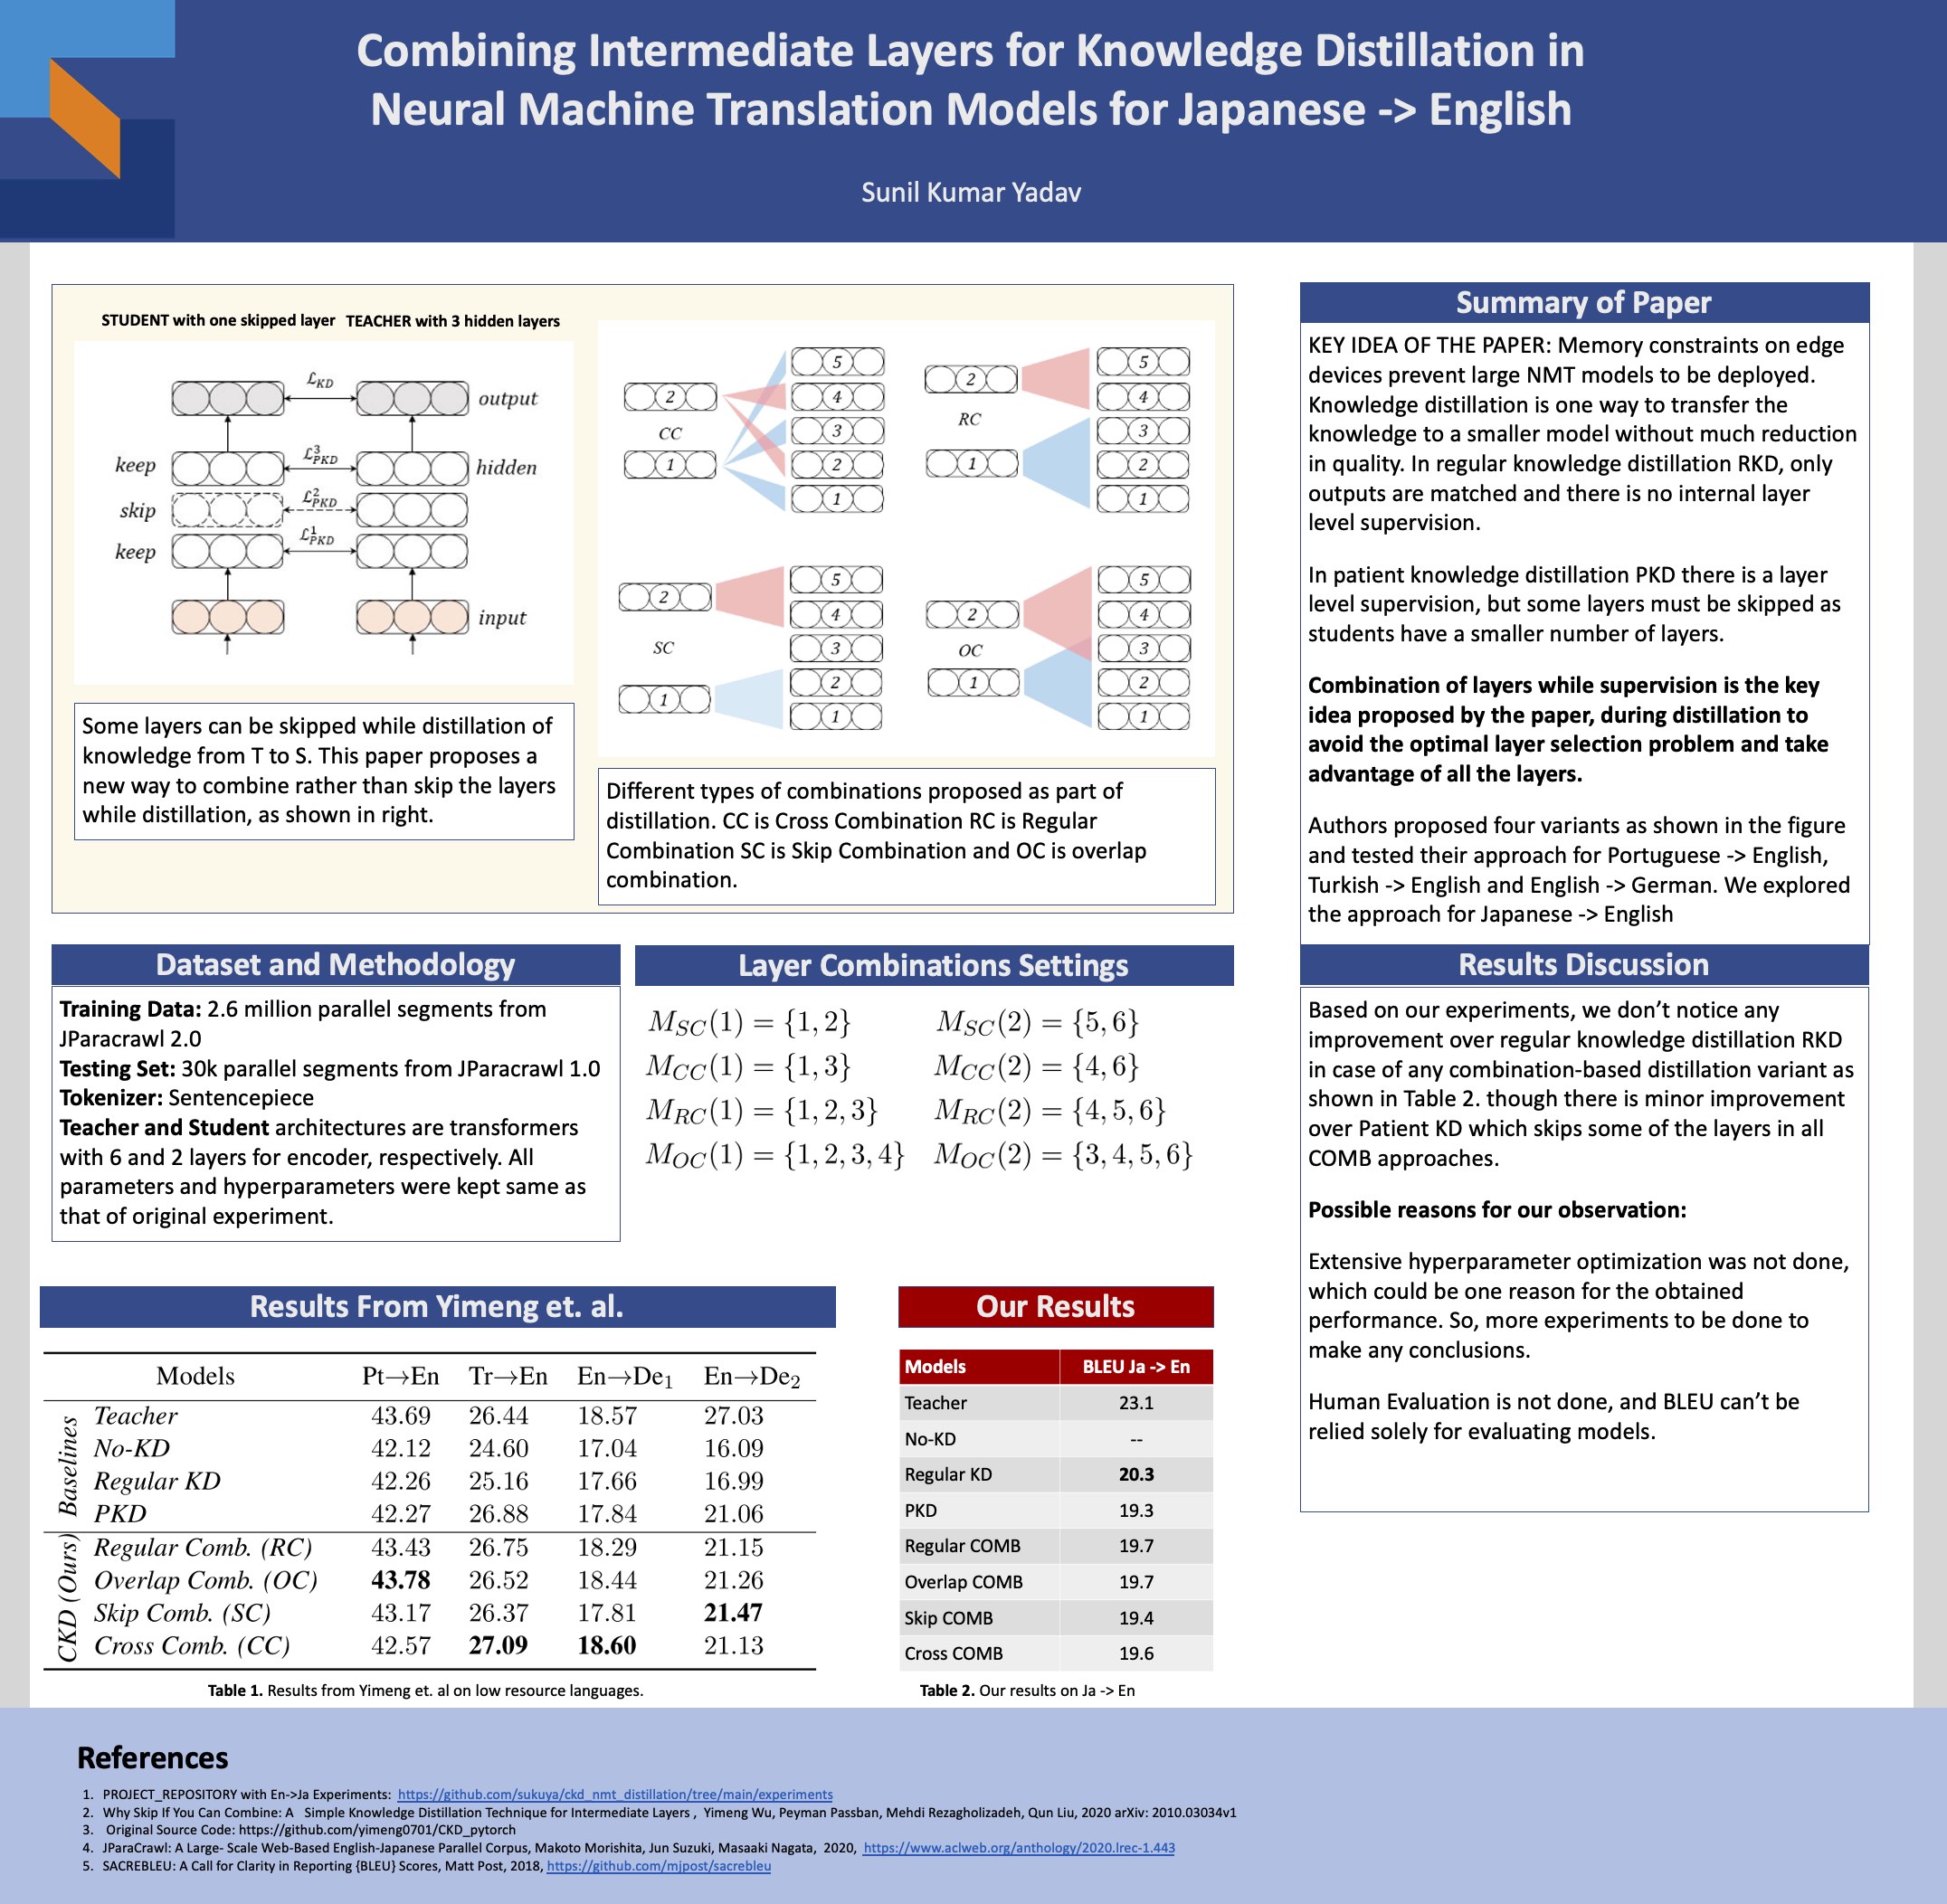 Combining Intermediate Layers for Knowledge Distillation in
Neural Machine Translation Models for Japanese -> English
Sunil Kumar Yadav
STUDENT with one skipped layer TEACHER with 3 hidden layers
ℒKD
output
keep
ℒ³PKD
hidden
skip
ℒ²PKD
keep
ℒ¹PKD
input
Some layers can be skipped while distillation of
knowledge from T to S. This paper proposes a
new way to combine rather than skip the layers
while distillation, as shown in right.
2
CC
1
5
4
3
2
1
2
RC
1
5
4
3
2
1
2
SC
1
5
4
3
2
1
2
OC
1
5
4
3
2
1
Different types of combinations proposed as part of
distillation. CC is Cross Combination RC is Regular
Combination SC is Skip Combination and OC is overlap
combination.
Summary of Paper
KEY IDEA OF THE PAPER: Memory constraints on edge
devices prevent large NMT models to be deployed.
Knowledge distillation is one way to transfer the
knowledge to a smaller model without much reduction
in quality. In regular knowledge distillation RKD, only
outputs are matched and there is no internal layer
level supervision.
In patient knowledge distillation PKD there is a layer
level supervision, but some layers must be skipped as
students have a smaller number of layers.
Combination of layers while supervision is the key
idea proposed by the paper, during distillation to
avoid the optimal layer selection problem and take
advantage of all the layers.
Authors proposed four variants as shown in the figure
and tested their approach for Portuguese -> English,
Turkish -> English and English -> German. We explored
the approach for Japanese -> English
Dataset and Methodology
Training Data: 2.6 million parallel segments from
JParacrawl 2.0
Testing Set: 30k parallel segments from JParacrawl 1.0
Tokenizer: Sentencepiece
Teacher and Student architectures are transformers
with 6 and 2 layers for encoder, respectively. All
parameters and hyperparameters were kept same as
that of original experiment.
Layer Combinations Settings
M_SC(1) = {1, 2} M_SC(2) = {5, 6}
M_CC(1) = {1, 3} M_CC(2) = {4, 6}
M_RC(1) = {1, 2, 3} M_RC(2) = {4, 5, 6}
M_OC(1) = {1, 2, 3, 4} M_OC(2) = {3, 4, 5, 6}
Results Discussion
Based on our experiments, we don’t notice any
improvement over regular knowledge distillation RKD
in case of any combination-based distillation variant as
shown in Table 2. though there is minor improvement
over Patient KD which skips some of the layers in all
COMB approaches.
Possible reasons for our observation:
Extensive hyperparameter optimization was not done,
which could be one reason for the obtained
performance. So, more experiments to be done to
make any conclusions.
Human Evaluation is not done, and BLEU can’t be
relied solely for evaluating models.
Results From Yimeng et. al.
Models Pt→En Tr→En En→De₁ En→De₂
Baselines
Teacher 43.69 26.44 18.57 27.03
No-KD 42.12 24.60 17.04 16.09
Regular KD 42.26 25.16 17.66 16.99
PKD 42.27 26.88 17.84 21.06
CKD (Ours)
Regular Comb. (RC) 43.43 26.75 18.29 21.15
Overlap Comb. (OC) 43.78 26.52 18.44 21.26
Skip Comb. (SC) 43.17 26.37 17.81 21.47
Cross Comb. (CC) 42.57 27.09 18.60 21.13
Table 1. Results from Yimeng et. al on low resource languages.
Our Results
Models BLEU Ja -> En
Teacher 23.1
No-KD --
Regular KD 20.3
PKD 19.3
Regular COMB 19.7
Overlap COMB 19.7
Skip COMB 19.4
Cross COMB 19.6
Table 2. Our results on Ja -> En
References
1. PROJECT_REPOSITORY with En->Ja Experiments: https://github.com/sukuya/ckd_nmt_distillation/tree/main/experiments
2. Why Skip If You Can Combine: A Simple Knowledge Distillation Technique for Intermediate Layers , Yimeng Wu, Peyman Passban, Mehdi Rezagholizadeh, Qun Liu, 2020 arXiv: 2010.03034v1
3. Original Source Code: https://github.com/yimeng0701/CKD_pytorch
4. JParaCrawl: A Large- Scale Web-Based English-Japanese Parallel Corpus, Makoto Morishita, Jun Suzuki, Masaaki Nagata, 2020, https://www.aclweb.org/anthology/2020.lrec-1.443
5. SACREBLEU: A Call for Clarity in Reporting {BLEU} Scores, Matt Post, 2018, https://github.com/mjpost/sacrebleu